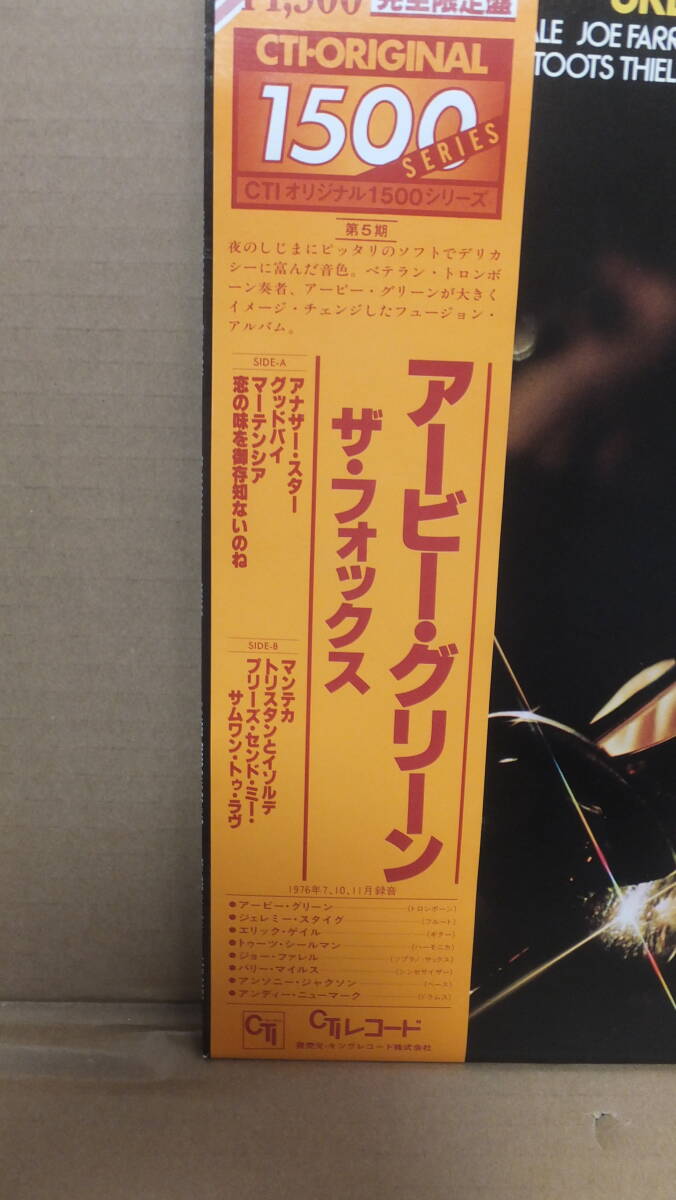 ¥1,500 完全限定盤
CTI-ORIGINAL
1500
SERIES
CTIオリジナル1500シリーズ
第5期
夜のしじまにピッタリのソフトでデリカ
シーに富んだ音色。ベテラン・トロンボ
ーン奏者、アービー・グリーンが大きく
イメージ・チェンジしたフュージョン・
アルバム。
アービー・グリーン
ザ・フォックス
SIDE-A
アナザー・スター
グッドバイ
マーテンシア
恋の味を御存知ないのね
SIDE-B
マンテカ
トリスタンとイゾルデ
プリーズ・センド・ミー・
サムワン・トゥ・ラヴ
1976年7、10、11月録音
●アービー・グリーン (トロンボーン)
●ジェレミー・スタイグ (フルート)
●エリック・ゲイル (ギター)
●トゥーツ・シールマン (ハーモニカ)
●ジョー・ファレル (ソプラノ・サックス)
●バリー・マイルス (シンセサイザー)
●アンソニー・ジャクソン (ベース)
●アンディー・ニューマーク (ドラムス)
CTI
CTIレコード
発売元・キングレコード株式会社
ALE JOE FARR
TOOTS THIEL